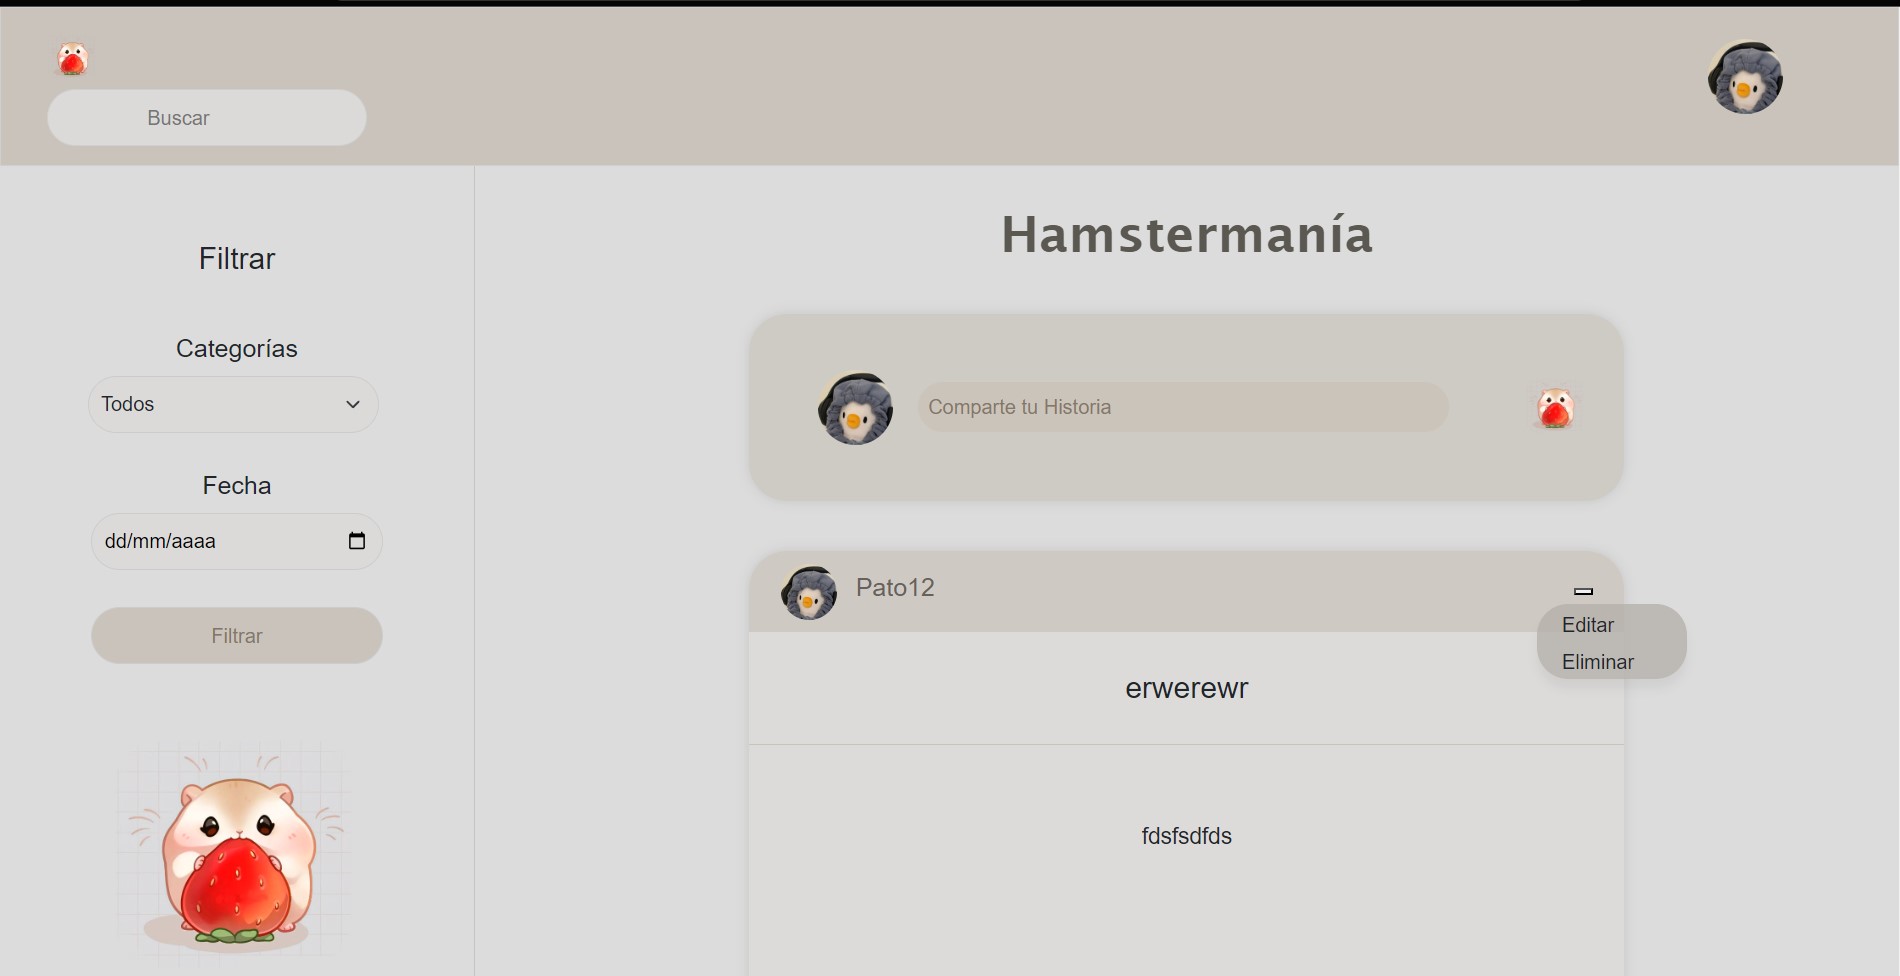 Buscar
Filtrar
Categorías
Todos
Fecha
dd/mm/aaaa
Filtrar
Hamstermanía
Comparte tu Historia
Pato12
Editar
Eliminar
erwerewr
fdsfsdfds